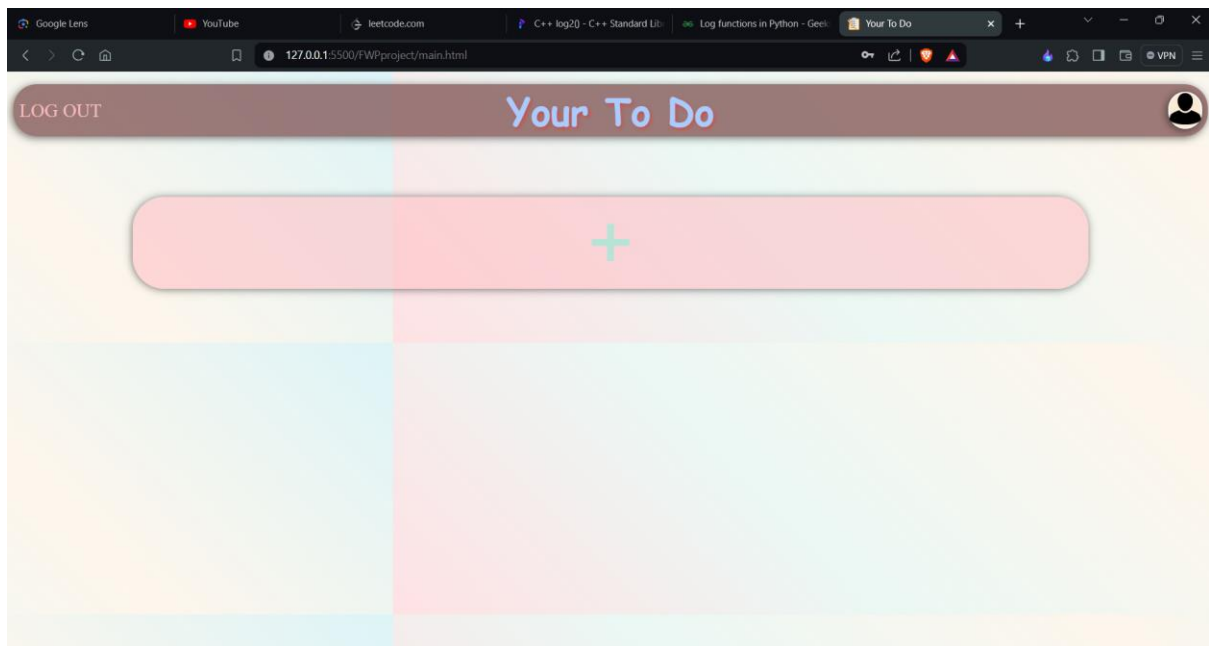 Google Lens
YouTube
leetcode.com
C++ log2() - C++ Standard Lib
Log functions in Python - Geek
Your To Do
127.0.0.1:5500/FWPproject/main.html
VPN
LOG OUT
Your To Do